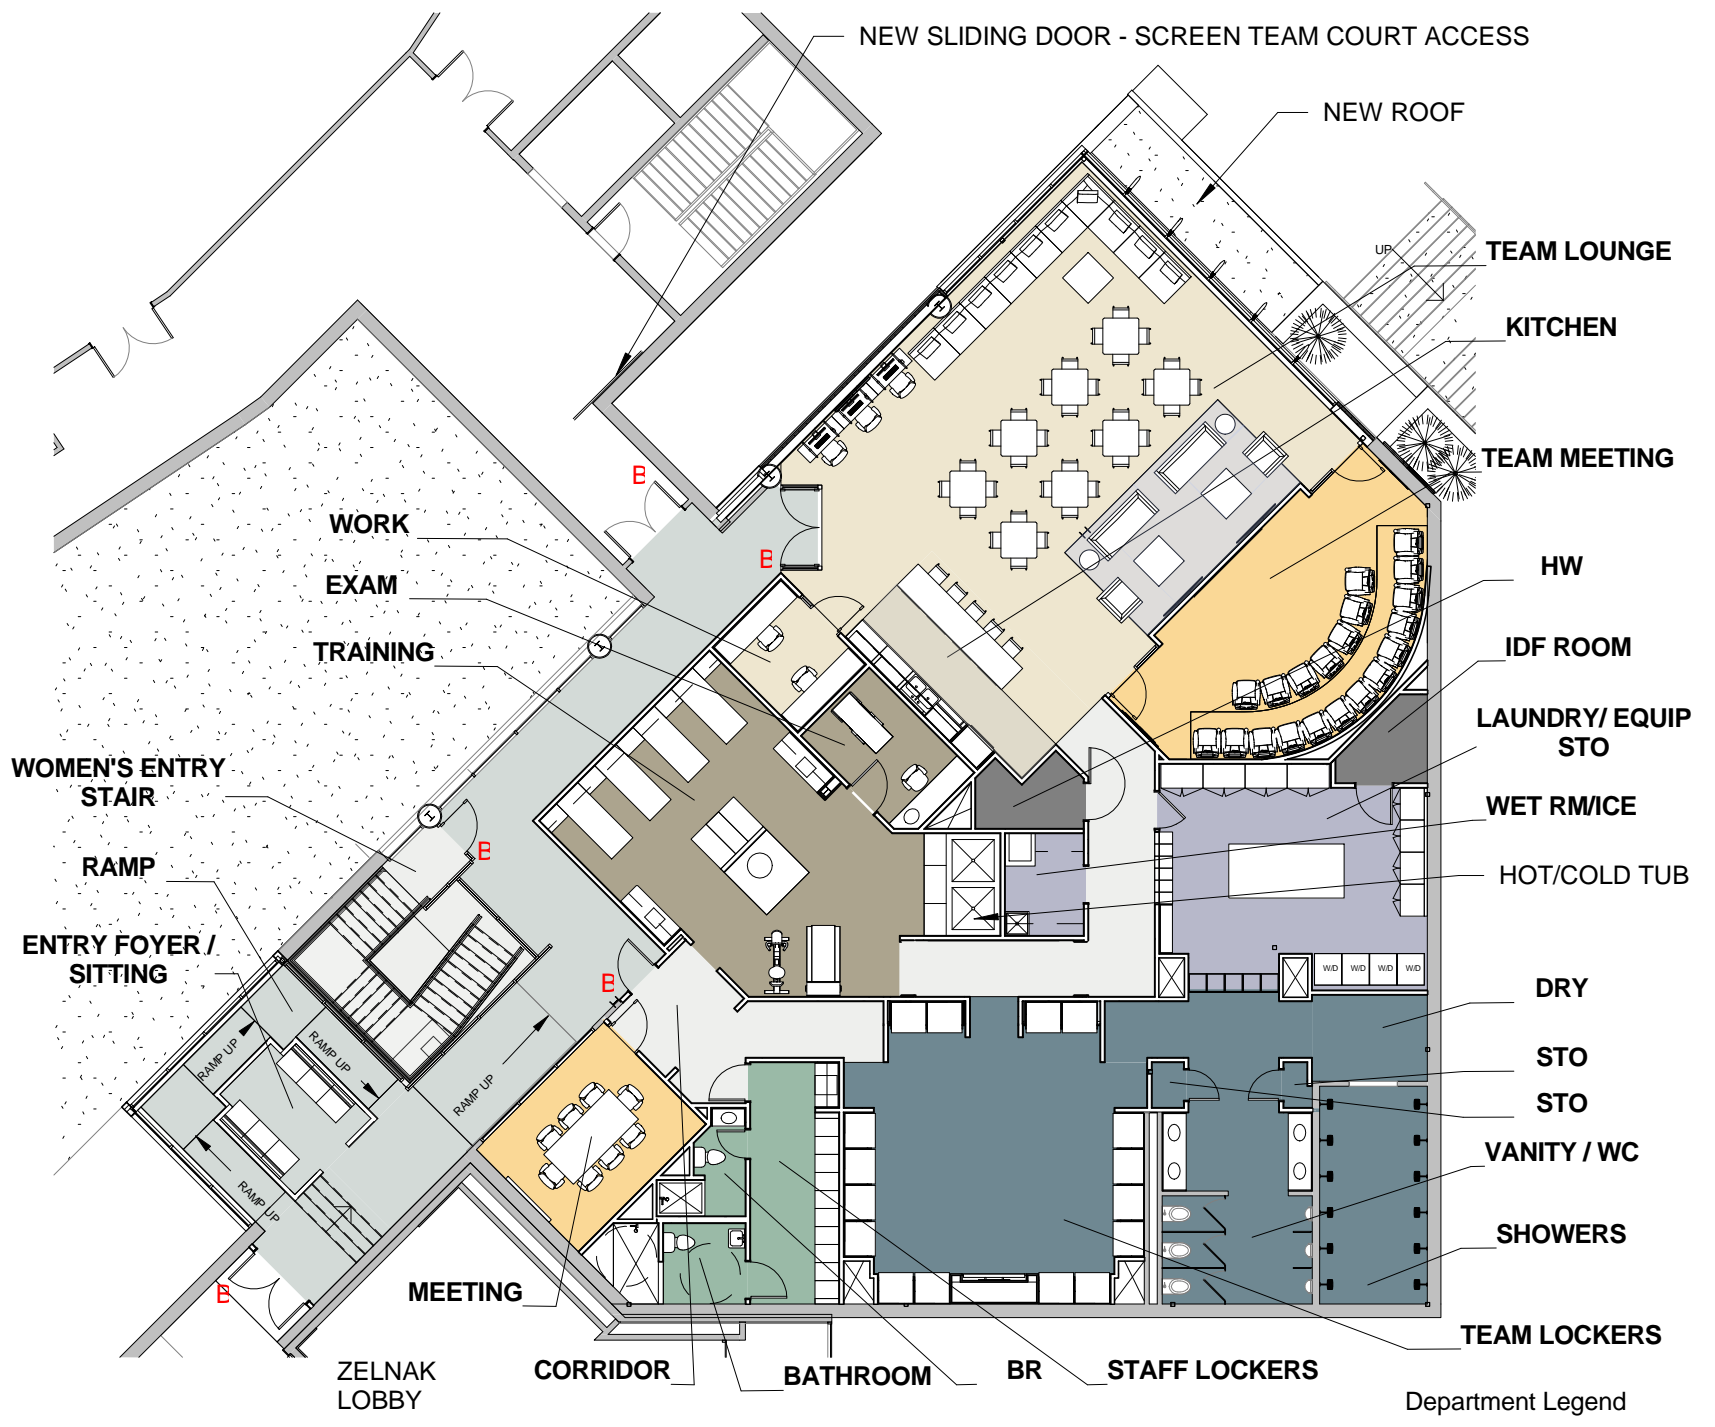 NEW SLIDING DOOR - SCREEN TEAM COURT ACCESS
NEW ROOF
UP
TEAM LOUNGE
KITCHEN
TEAM MEETING
WORK
HW
EXAM
IDF ROOM
TRAINING
LAUNDRY/ EQUIP
STO
WOMEN'S ENTRY
STAIR
WET RM/ICE
RAMP
HOT/COLD TUB
ENTRY FOYER /
SITTING
W/D
W/D
W/D
W/D
DRY
RAMP UP
RAMP UP
RAMP UP
RAMP UP
STO
STO
VANITY / WC
SHOWERS
MEETING
TEAM LOCKERS
CORRIDOR
BATHROOM
BR
STAFF LOCKERS
ZELNAK
LOBBY
Department Legend
B
B
B
B
B
H
H
H
H